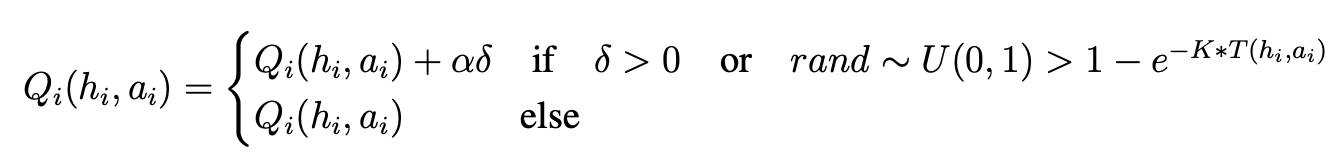 Q_i(h_i, a_i) = { Q_i(h_i, a_i) + αδ if δ > 0 or rand ∼ U(0, 1) > 1 − e^{−K∗T(h_i,a_i)}
Q_i(h_i, a_i) else